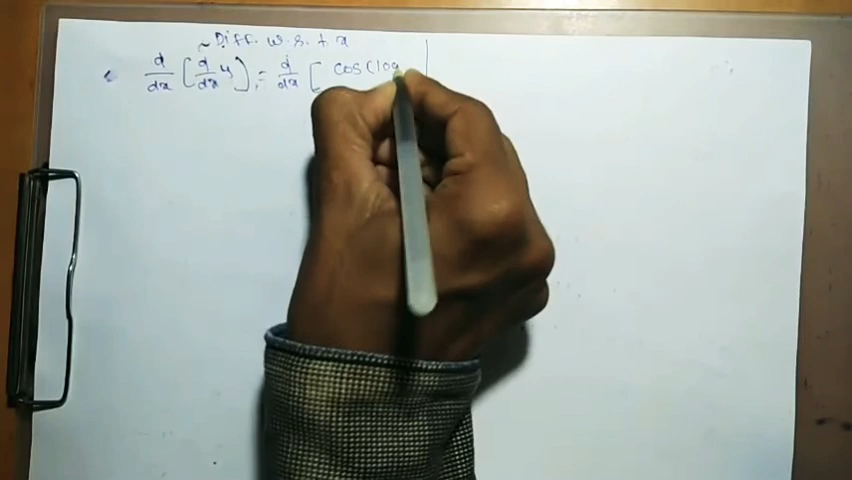 ~ Diff. w.r.t x
d/dx [ d/dx y ] = d/dx [ cos(log